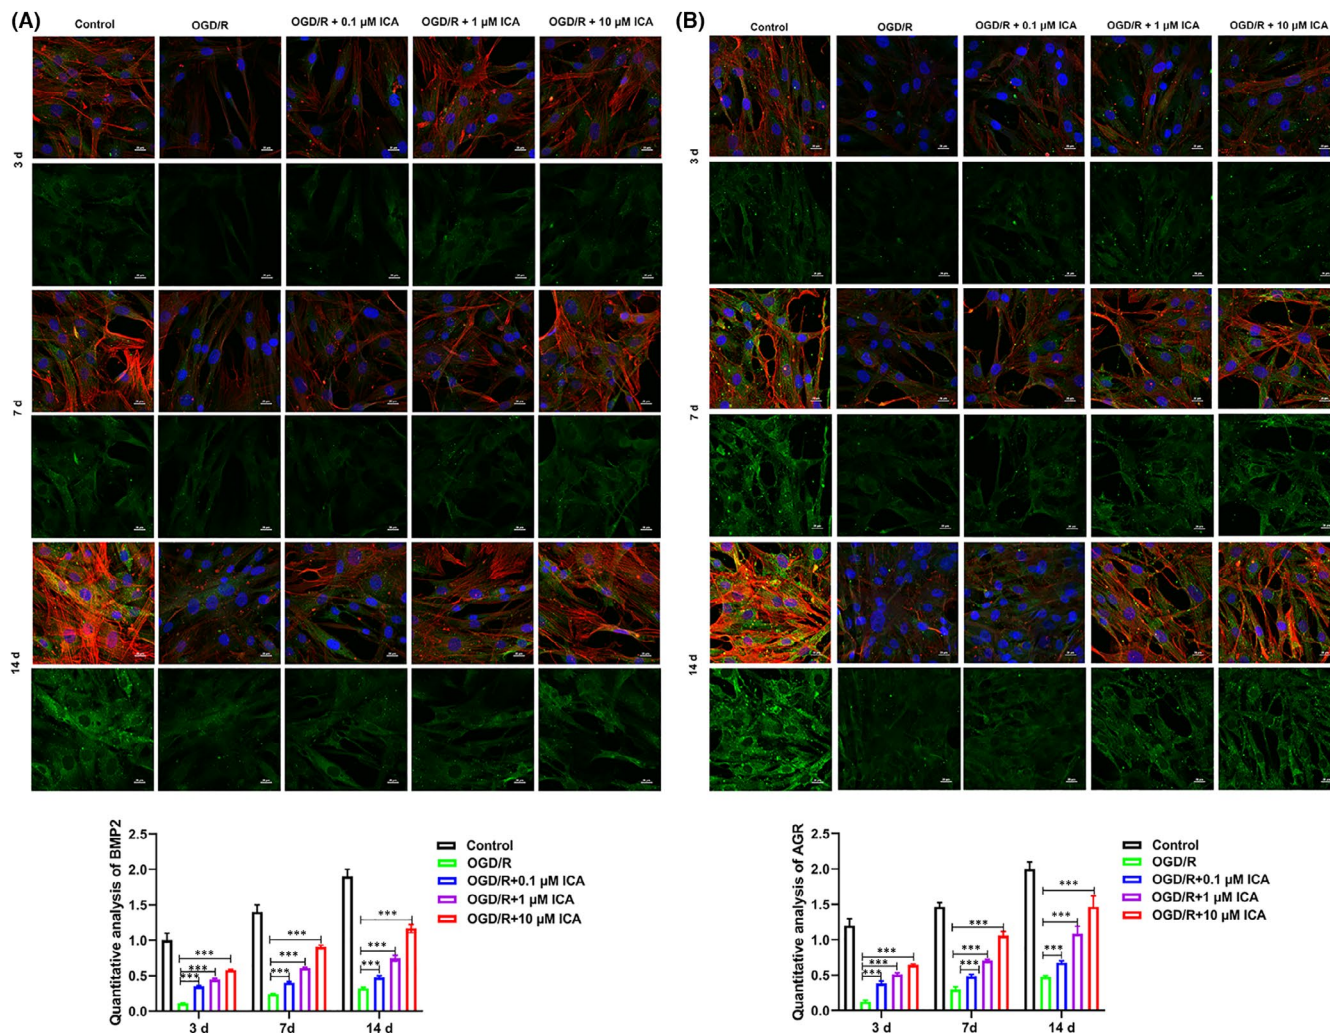 (A)
Control
OGD/R
OGD/R + 0.1 µM ICA
OGD/R + 1 µM ICA
OGD/R + 10 µM ICA
3 d
7 d
14 d
Quantitative analysis of BMP2
2.5
2.0
1.5
1.0
0.5
0.0
***
***
***
***
***
***
***
***
***
3 d
7d
14 d
Control
OGD/R
OGD/R+0.1 µM ICA
OGD/R+1 µM ICA
OGD/R+10 µM ICA
(B)
Control
OGD/R
OGD/R + 0.1 µM ICA
OGD/R + 1 µM ICA
OGD/R + 10 µM ICA
3 d
7 d
14 d
Quantitative analysis of AGR
2.5
2.0
1.5
1.0
0.5
0.0
***
***
***
***
***
***
***
***
***
3 d
7d
14 d
Control
OGD/R
OGD/R+0.1 µM ICA
OGD/R+1 µM ICA
OGD/R+10 µM ICA